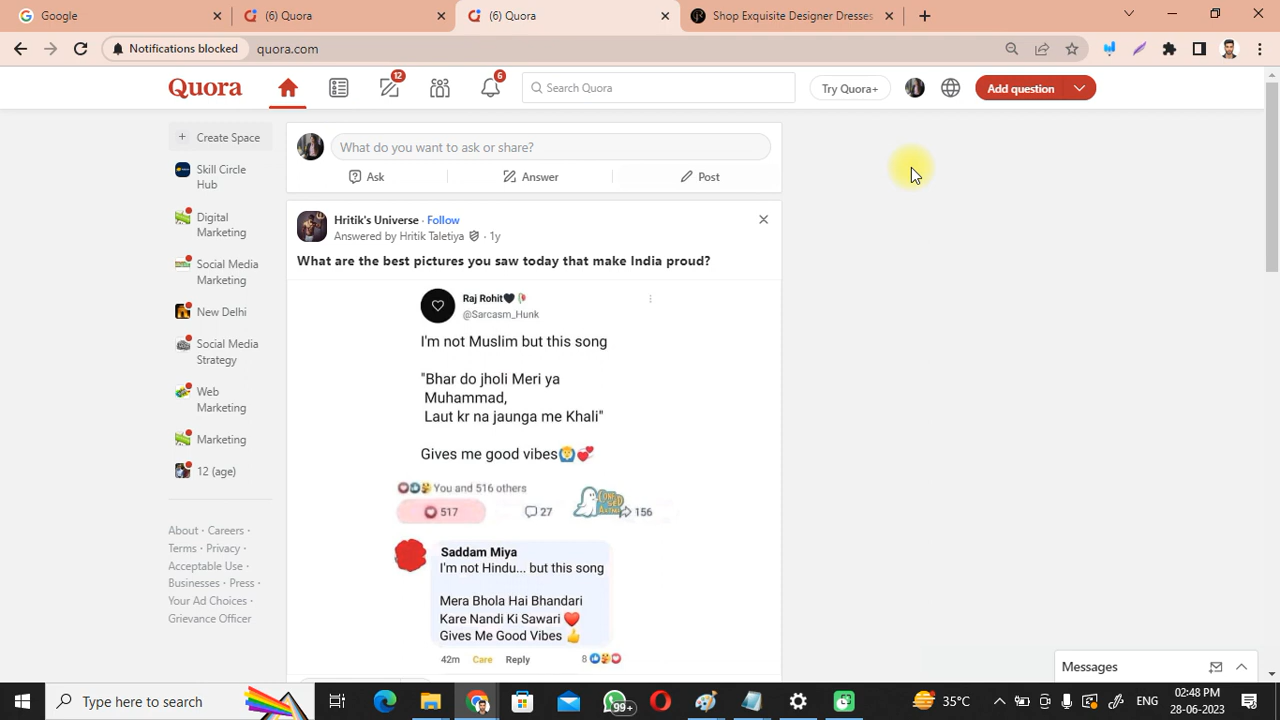 Google
(6) Quora
(6) Quora
Shop Exquisite Designer Dresses
Notifications blocked
quora.com
Quora
12
6
Search Quora
Try Quora+
Add question
+ Create Space
Skill Circle
Hub
Digital
Marketing
Social Media
Marketing
New Delhi
Social Media
Strategy
Web
Marketing
Marketing
12 (age)
About · Careers ·
Terms · Privacy ·
Acceptable Use ·
Businesses · Press ·
Your Ad Choices ·
Grievance Officer
What do you want to ask or share?
Ask
Answer
Post
Hritik's Universe · Follow
Answered by Hritik Taletiya · 1y
What are the best pictures you saw today that make India proud?
Raj Rohit🖤
@Sarcasm_Hunk
I'm not Muslim but this song
"Bhar do jholi Meri ya
Muhammad,
Laut kr na jaunga me Khali"
Gives me good vibes🙆‍♂️💞
You and 516 others
517
27
156
Saddam Miya
I'm not Hindu... but this song
Mera Bhola Hai Bhandari
Kare Nandi Ki Sawari ❤️
Gives Me Good Vibes 👍
42m Care Reply 8
Messages
Type here to search
99+
35°C
ENG
02:48 PM
28-06-2023